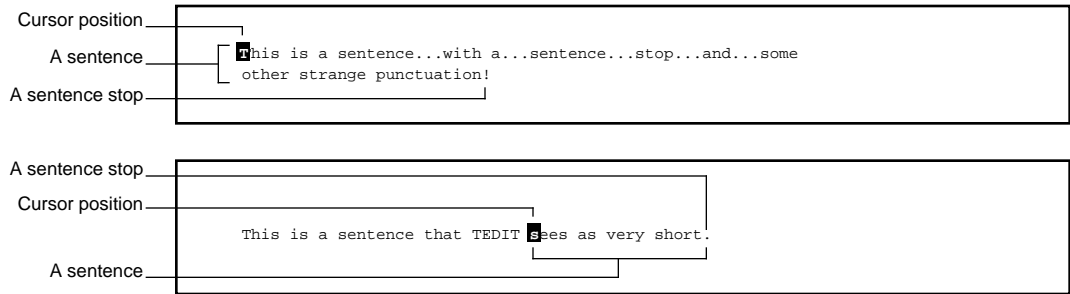 Cursor position
A sentence
A sentence stop
This is a sentence...with a...sentence...stop...and...some
other strange punctuation!
A sentence stop
Cursor position
This is a sentence that TEDIT sees as very short.
A sentence